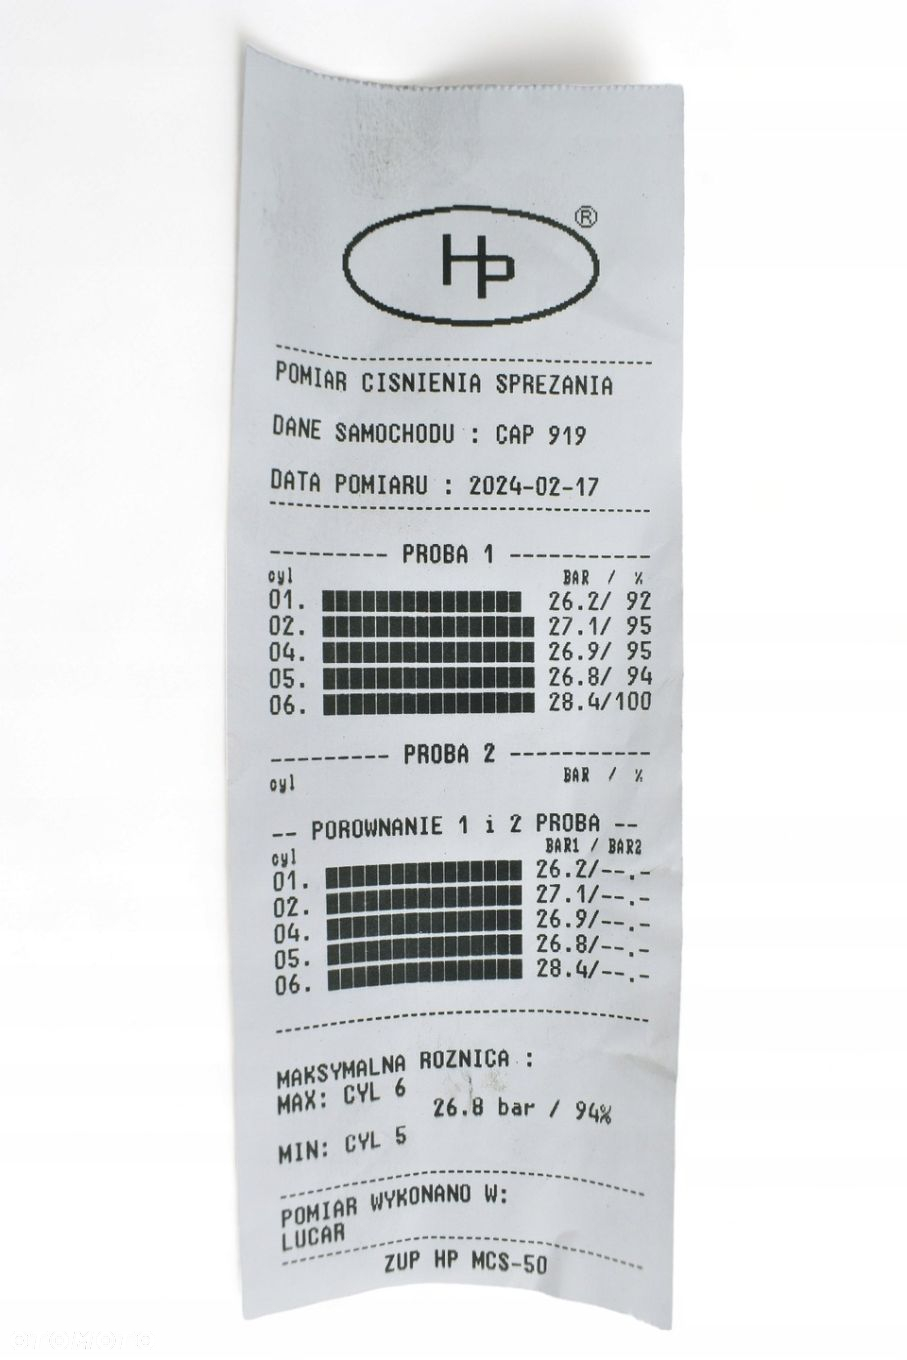 HP ®
POMIAR CISNIENIA SPREZANIA
DANE SAMOCHODU : CAP 919
DATA POMIARU : 2024-02-17
--------- PROBA 1 -----------
cyl BAR / %
01. 26.2/ 92
02. 27.1/ 95
04. 26.9/ 95
05. 26.8/ 94
06. 28.4/100
--------- PROBA 2 -----------
cyl BAR / %
-- POROWNANIE 1 i 2 PROBA --
cyl BAR1 / BAR2
01. 26.2/--.-
02. 27.1/--.-
04. 26.9/--.-
05. 26.8/--.-
06. 28.4/--.-
MAKSYMALNA ROZNICA :
MAX: CYL 6
26.8 bar / 94%
MIN: CYL 5
POMIAR WYKONANO W:
LUCAR
ZUP HP MCS-50